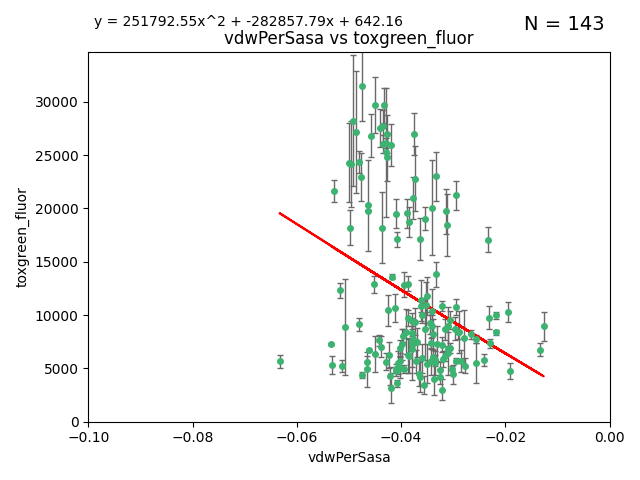 y = 251792.55x^2 + -282857.79x + 642.16
N = 143
vdwPerSasa vs toxgreen_fluor
toxgreen_fluor
30000
25000
20000
15000
10000
5000
0
−0.10
−0.08
−0.06
−0.04
−0.02
0.00
vdwPerSasa